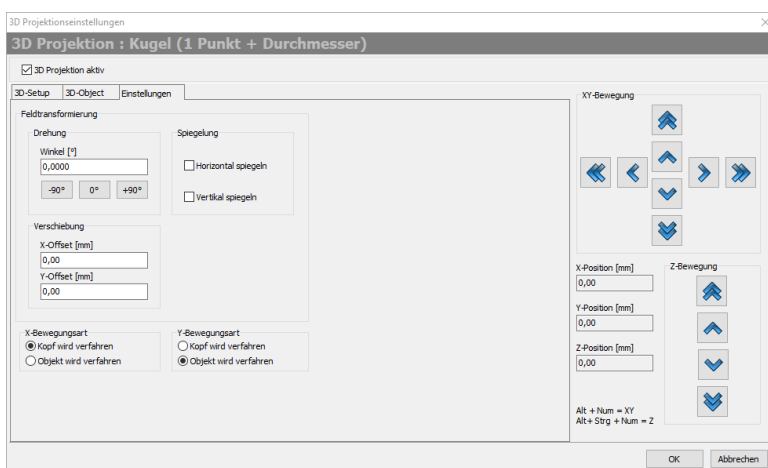 3D Projektionseinstellungen
3D Projektion : Kugel (1 Punkt + Durchmesser)
3D Projektion aktiv
3D-Setup 3D-Object Einstellungen
Feldtransformierung
Drehung
Winkel [°]
0,0000
-90° 0° +90°
Spiegelung
Horizontal spiegeln
Vertikal spiegeln
Verschiebung
X-Offset [mm]
0,00
Y-Offset [mm]
0,00
X-Bewegungsart
Kopf wird verfahren
Objekt wird verfahren
Y-Bewegungsart
Kopf wird verfahren
Objekt wird verfahren
XY-Bewegung
X-Position [mm]
0,00
Y-Position [mm]
0,00
Z-Position [mm]
0,00
Z-Bewegung
Alt + Num = XY
Alt+ Strg + Num = Z
OK Abbrechen